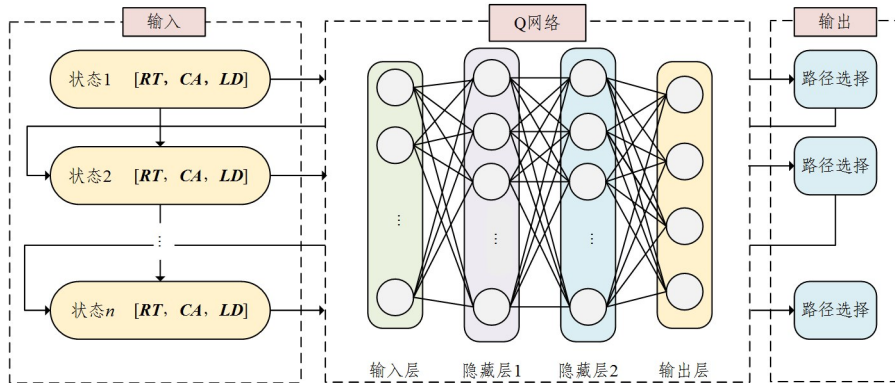 输入
Q网络
输出
状态1 [RT，CA，LD]
路径选择
状态2 [RT，CA，LD]
路径选择
⋮
⋮
⋮
⋮
状态n [RT，CA，LD]
路径选择
输入层
隐藏层1
隐藏层2
输出层